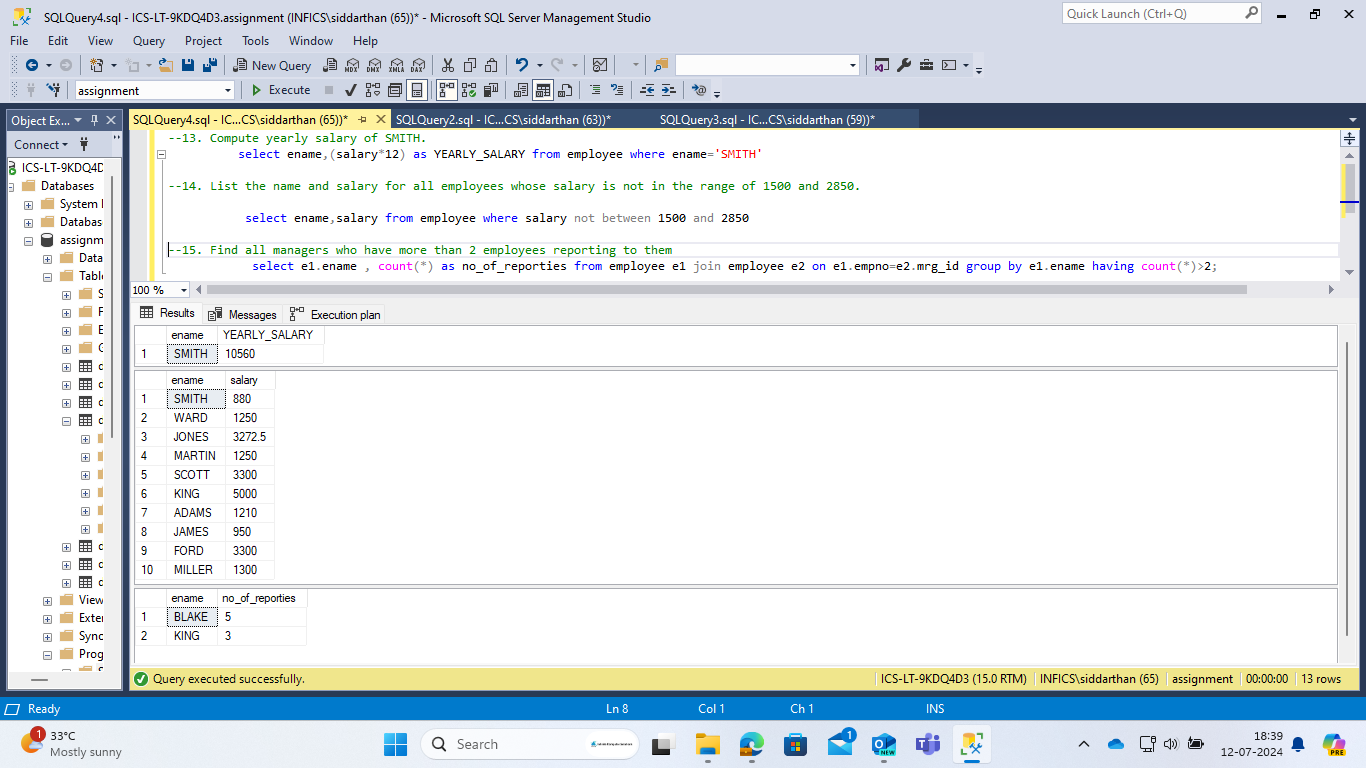 SQLQuery4.sql - ICS-LT-9KDQ4D3.assignment (INFICS\siddarthan (65))* - Microsoft SQL Server Management Studio
Quick Launch (Ctrl+Q)
File Edit View Query Project Tools Window Help
New Query MDX DMX XMLA DAX
assignment Execute
Object Ex...
SQLQuery4.sql - IC...CS\siddarthan (65))* SQLQuery2.sql - IC...CS\siddarthan (63))* SQLQuery3.sql - IC...CS\siddarthan (59))*
Connect
ICS-LT-9KDQ4D
Databases
System
Databas
assignm
Data
Table
View
Exter
Sync
Prog
--13. Compute yearly salary of SMITH.
select ename,(salary*12) as YEARLY_SALARY from employee where ename='SMITH'
--14. List the name and salary for all employees whose salary is not in the range of 1500 and 2850.
select ename,salary from employee where salary not between 1500 and 2850
--15. Find all managers who have more than 2 employees reporting to them
select e1.ename , count(*) as no_of_reporties from employee e1 join employee e2 on e1.empno=e2.mrg_id group by e1.ename having count(*)>2;
100 %
Results Messages Execution plan
ename YEARLY_SALARY
1 SMITH 10560
ename salary
1 SMITH 880
2 WARD 1250
3 JONES 3272.5
4 MARTIN 1250
5 SCOTT 3300
6 KING 5000
7 ADAMS 1210
8 JAMES 950
9 FORD 3300
10 MILLER 1300
ename no_of_reporties
1 BLAKE 5
2 KING 3
Query executed successfully. ICS-LT-9KDQ4D3 (15.0 RTM) INFICS\siddarthan (65) assignment 00:00:00 13 rows
Ready Ln 8 Col 1 Ch 1 INS
1 33°C
Mostly sunny
Search
1
NEW
18:39
12-07-2024
PRE